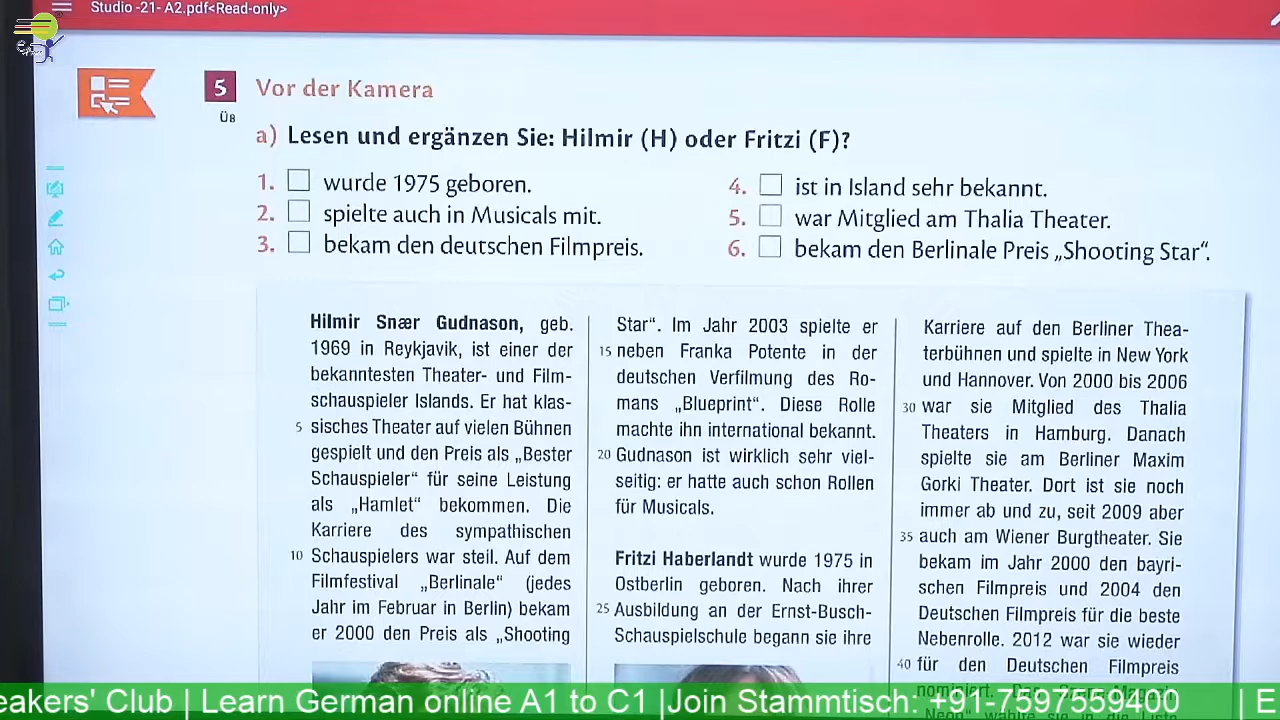 Studio -21- A2.pdf<Read-only>
5 Vor der Kamera
Ü8
a) Lesen und ergänzen Sie: Hilmir (H) oder Fritzi (F)?
1. wurde 1975 geboren.
2. spielte auch in Musicals mit.
3. bekam den deutschen Filmpreis.
4. ist in Island sehr bekannt.
5. war Mitglied am Thalia Theater.
6. bekam den Berlinale Preis „Shooting Star“.
Hilmir Snær Gudnason, geb.
1969 in Reykjavik, ist einer der
bekanntesten Theater- und Film-
schauspieler Islands. Er hat klas-
5 sisches Theater auf vielen Bühnen
gespielt und den Preis als „Bester
Schauspieler“ für seine Leistung
als „Hamlet“ bekommen. Die
Karriere des sympathischen
10 Schauspielers war steil. Auf dem
Filmfestival „Berlinale“ (jedes
Jahr im Februar in Berlin) bekam
er 2000 den Preis als „Shooting
Star“. Im Jahr 2003 spielte er
15 neben Franka Potente in der
deutschen Verfilmung des Ro-
mans „Blueprint“. Diese Rolle
machte ihn international bekannt.
20 Gudnason ist wirklich sehr viel-
seitig: er hatte auch schon Rollen
für Musicals.
Fritzi Haberlandt wurde 1975 in
Ostberlin geboren. Nach ihrer
25 Ausbildung an der Ernst-Busch-
Schauspielschule begann sie ihre
Karriere auf den Berliner Thea-
terbühnen und spielte in New York
und Hannover. Von 2000 bis 2006
30 war sie Mitglied des Thalia
Theaters in Hamburg. Danach
spielte sie am Berliner Maxim
Gorki Theater. Dort ist sie noch
immer ab und zu, seit 2009 aber
35 auch am Wiener Burgtheater. Sie
bekam im Jahr 2000 den bayri-
schen Filmpreis und 2004 den
Deutschen Filmpreis für die beste
Nebenrolle. 2012 war sie wieder
40 für den Deutschen Filmpreis
nominiert.
eakers' Club | Learn German online A1 to C1 |Join Stammtisch: +91-7597559400 | E